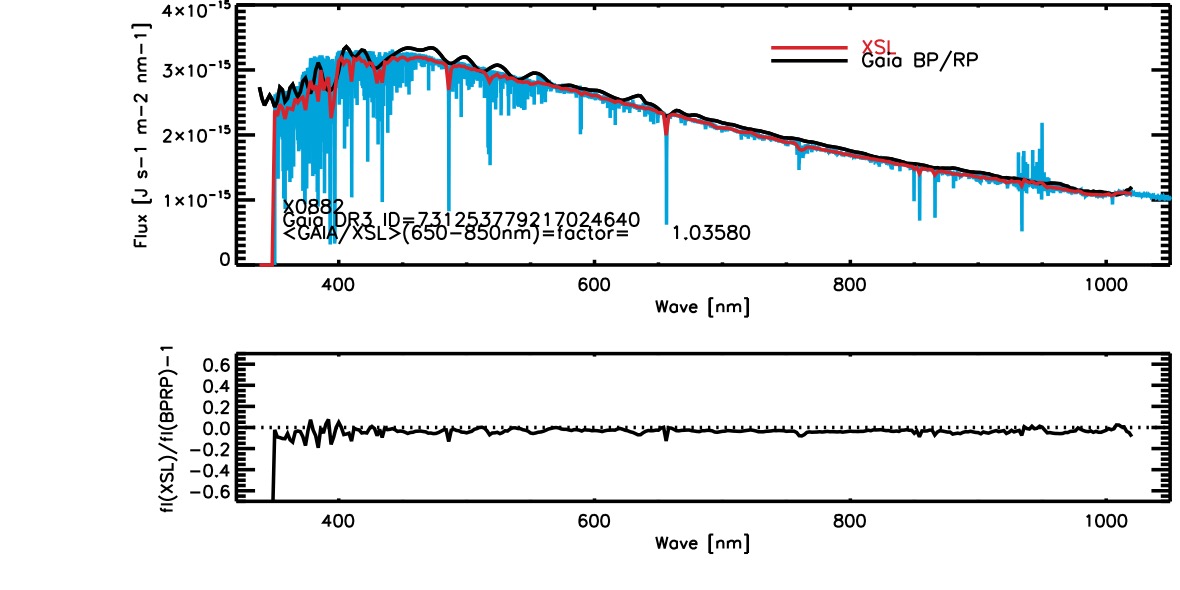 4×10−15
3×10−15
2×10−15
1×10−15
0
Flux [J s−1 m−2 nm−1]
XSL
Gaia BP/RP
X0882
Gaia DR3 ID=731253779217024640
<GAIA/XSL>(650−850nm)=factor= 1.03580
400 600 800 1000
Wave [nm]
0.6
0.4
0.2
0.0
−0.2
−0.4
−0.6
fl(XSL)/fl(BPRP)−1
400 600 800 1000
Wave [nm]